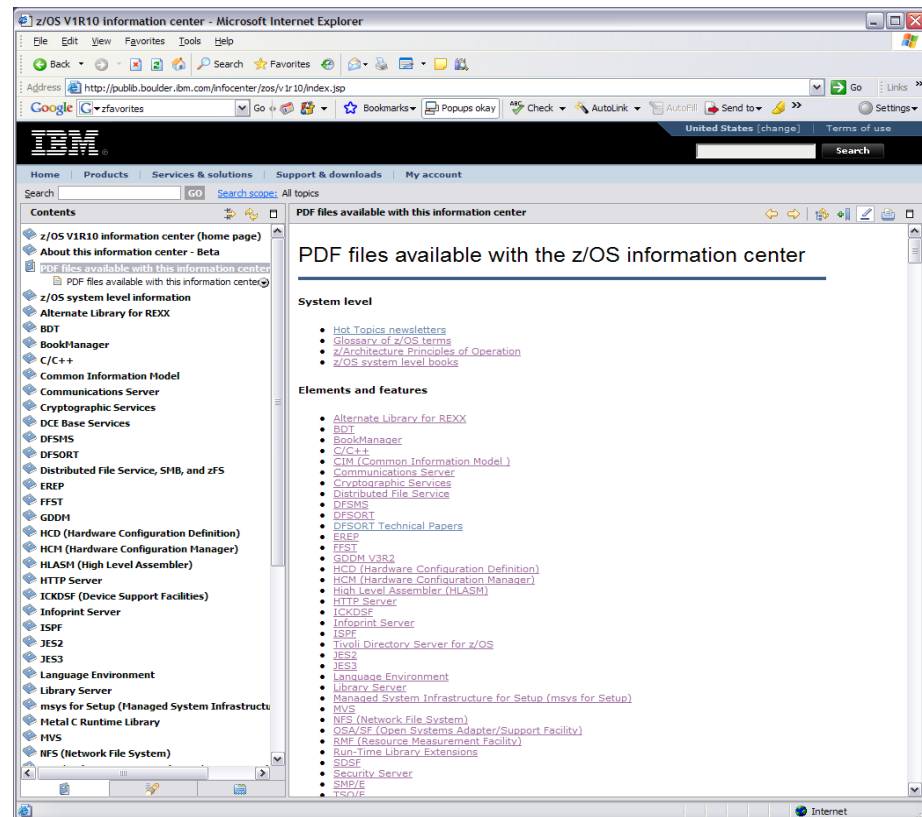 z/OS V1R10 information center - Microsoft Internet Explorer
File Edit View Favorites Tools Help
Back Search Favorites
Address http://publib.boulder.ibm.com/infocenter/zos/v1r10/index.jsp Go Links »
Google G zfavorites Go Bookmarks Popups okay ABC Check AutoLink AutoFill Send to » Settings
United States [change] Terms of use
IBM ® Search
Home | Products | Services & solutions | Support & downloads | My account
Search GO Search scope: All topics
Contents
z/OS V1R10 information center (home page)
About this information center - Beta
PDF files available with this information center
PDF files available with this information center
z/OS system level information
Alternate Library for REXX
BDT
BookManager
C/C++
Common Information Model
Communications Server
Cryptographic Services
DCE Base Services
DFSMS
DFSORT
Distributed File Service, SMB, and zFS
EREP
FFST
GDDM
HCD (Hardware Configuration Definition)
HCM (Hardware Configuration Manager)
HLASM (High Level Assembler)
HTTP Server
ICKDSF (Device Support Facilities)
Infoprint Server
ISPF
JES2
JES3
Language Environment
Library Server
msys for Setup (Managed System Infrastructu
Metal C Runtime Library
MVS
NFS (Network File System)
PDF files available with this information center
PDF files available with the z/OS information center
System level
Hot Topics newsletters
Glossary of z/OS terms
z/Architecture Principles of Operation
z/OS system level books
Elements and features
Alternate Library for REXX
BDT
BookManager
C/C++
CIM (Common Information Model )
Communications Server
Cryptographic Services
Distributed File Service
DFSMS
DFSORT
DFSORT Technical Papers
EREP
FFST
GDDM V3R2
HCD (Hardware Configuration Definition)
HCM (Hardware Configuration Manager)
High Level Assembler (HLASM)
HTTP Server
ICKDSF
Infoprint Server
ISPF
Tivoli Directory Server for z/OS
JES2
JES3
Language Environment
Library Server
Managed System Infrastructure for Setup (msys for Setup)
MVS
NFS (Network File System)
OSA/SF (Open Systems Adapter/Support Facility)
RMF (Resource Measurement Facility)
Run-Time Library Extensions
SDSF
Security Server
SMP/E
TSO/E
Internet